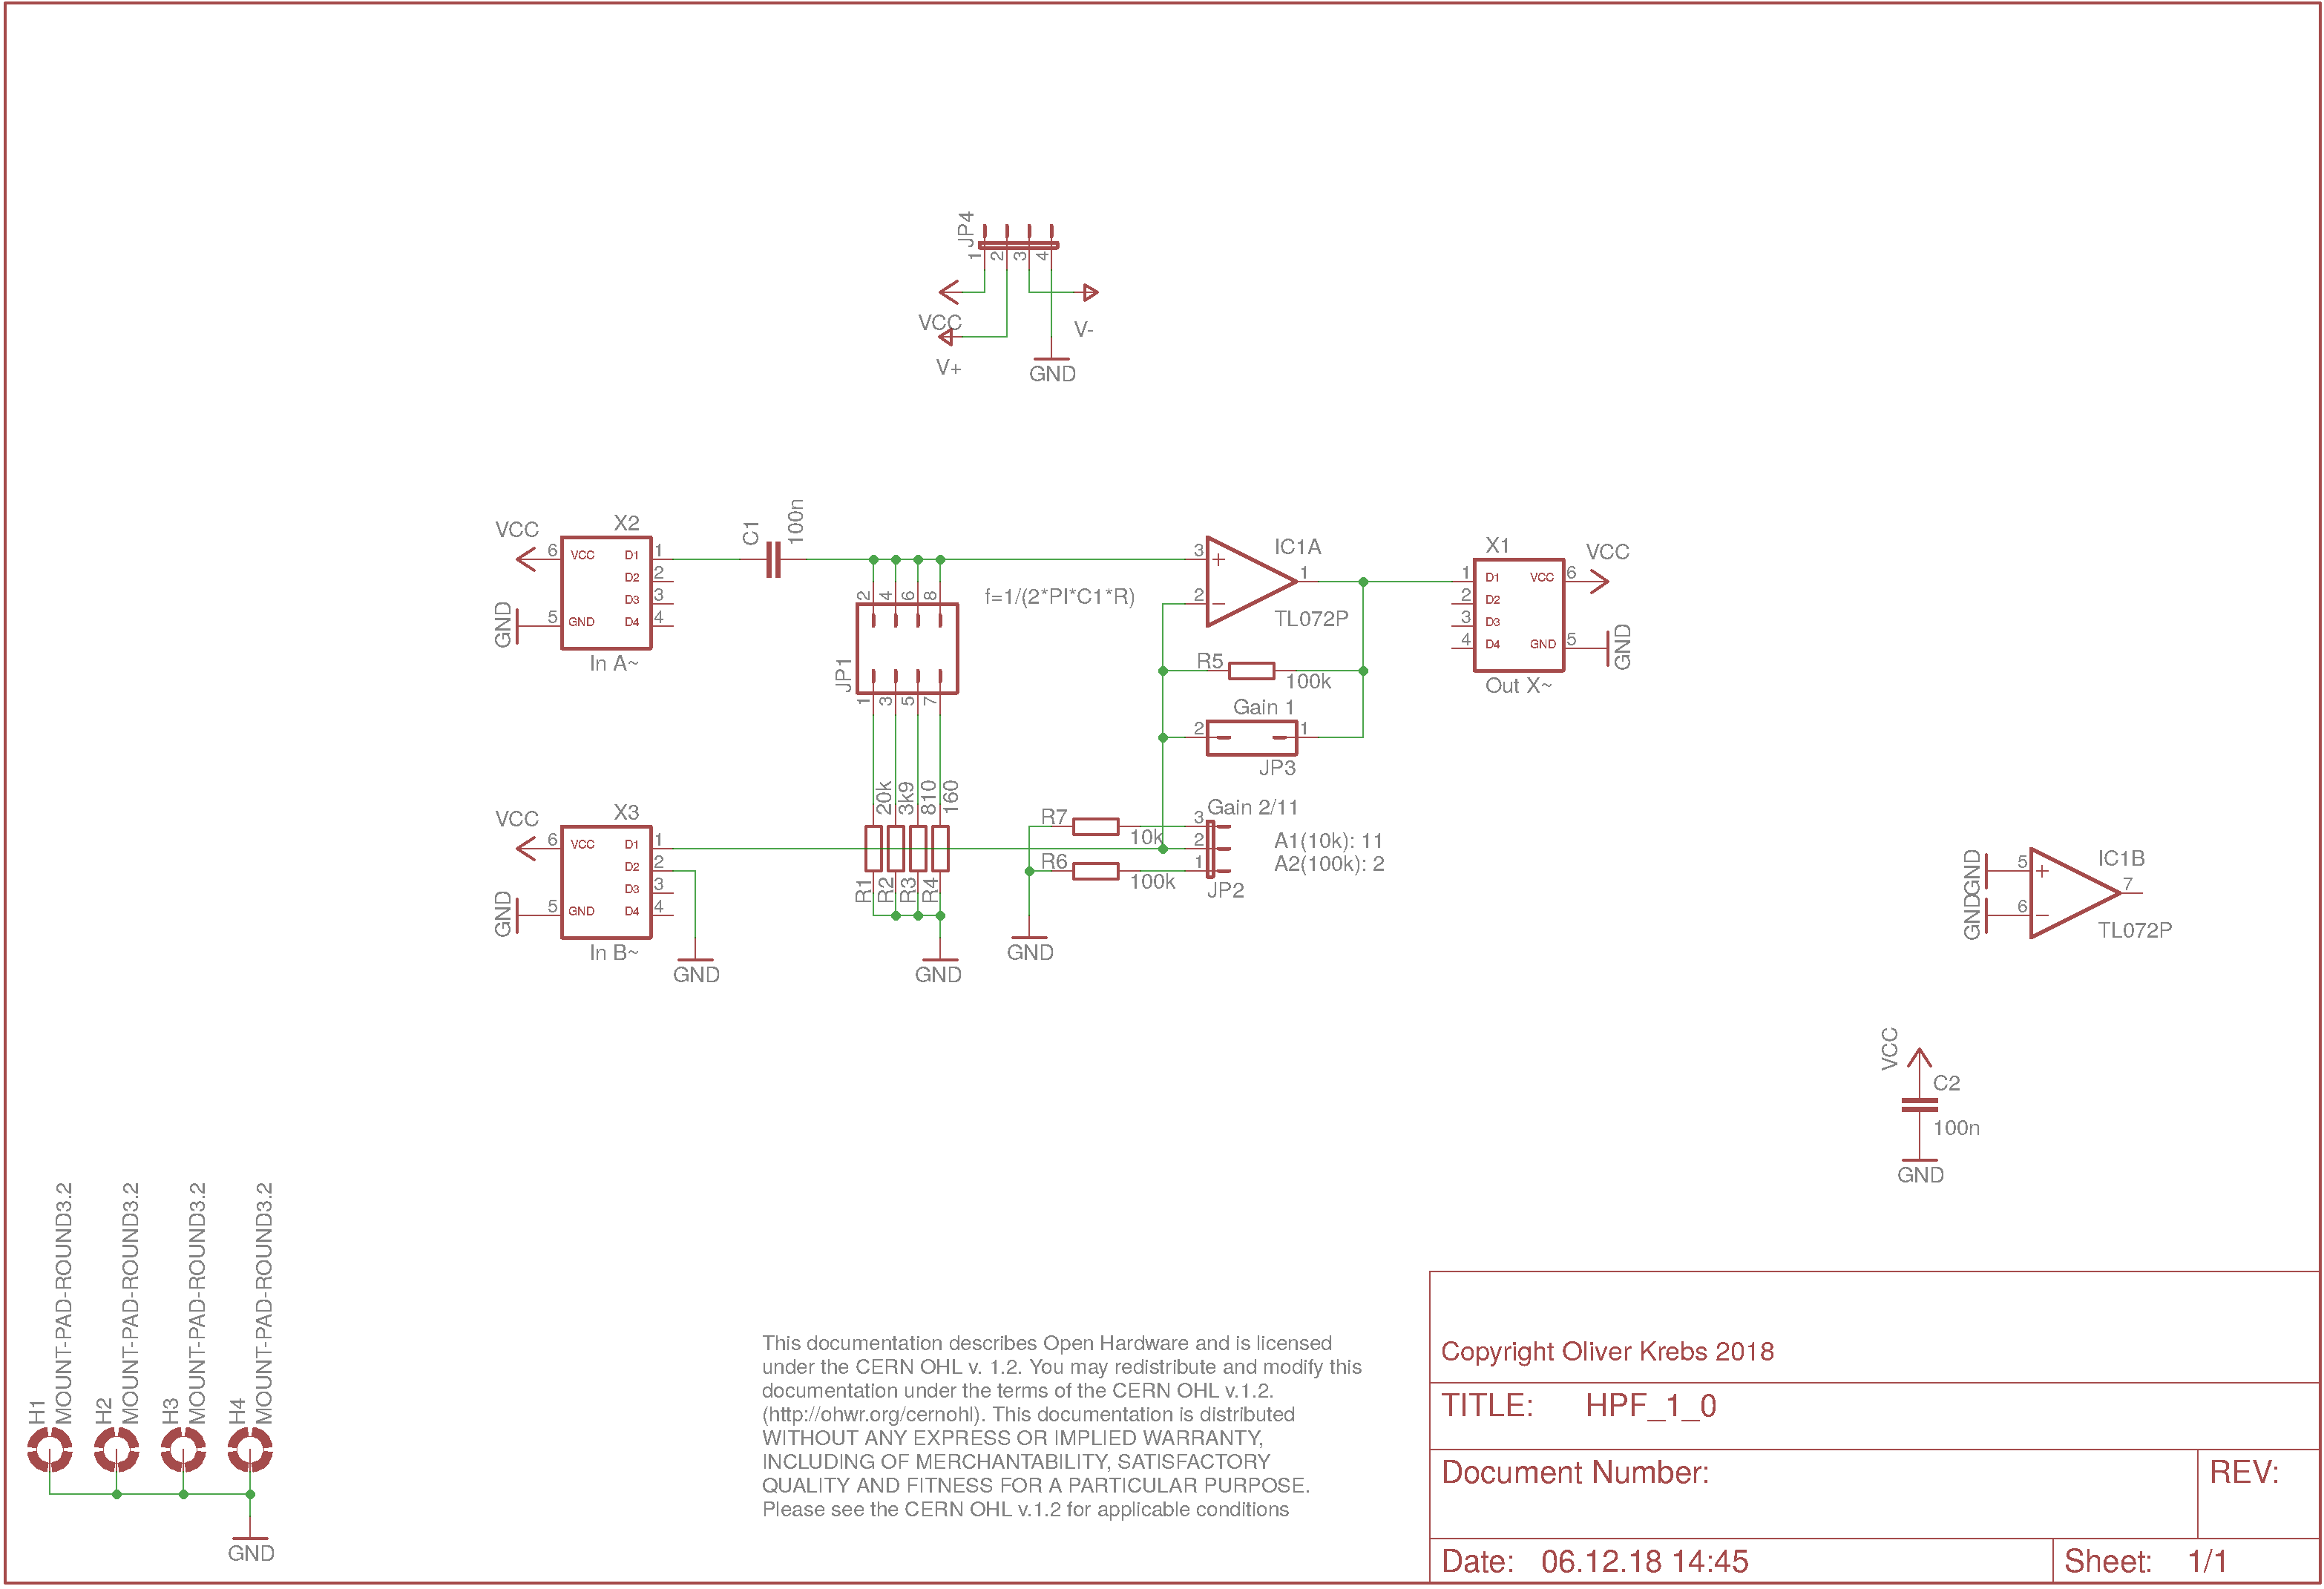 JP4
1
2
3
4
VCC
V-
V+
GND
VCC
X2
6
VCC
D1
1
D2
2
D3
3
5
GND
D4
4
GND
In A~
C1
100n
2
4
6
8
JP1
1
3
5
7
f=1/(2*PI*C1*R)
3
+
2
−
1
IC1A
TL072P
R5
100k
Gain 1
2
1
JP3
X1
1
D1
VCC
6
VCC
2
D2
3
D3
4
D4
GND
5
GND
Out X~
VCC
X3
6
VCC
D1
1
D2
2
D3
3
5
GND
D4
4
GND
In B~
GND
20k
3k9
810
160
R1
R2
R3
R4
GND
R7
10k
R6
100k
GND
Gain 2/11
3
2
1
JP2
A1(10k): 11
A2(100k): 2
GND
GND
5
+
6
−
7
IC1B
TL072P
VCC
C2
100n
GND
H1
MOUNT-PAD-ROUND3.2
H2
MOUNT-PAD-ROUND3.2
H3
MOUNT-PAD-ROUND3.2
H4
MOUNT-PAD-ROUND3.2
GND
This documentation describes Open Hardware and is licensed
under the CERN OHL v. 1.2. You may redistribute and modify this
documentation under the terms of the CERN OHL v.1.2.
(http://ohwr.org/cernohl). This documentation is distributed
WITHOUT ANY EXPRESS OR IMPLIED WARRANTY,
INCLUDING OF MERCHANTABILITY, SATISFACTORY
QUALITY AND FITNESS FOR A PARTICULAR PURPOSE.
Please see the CERN OHL v.1.2 for applicable conditions
Copyright Oliver Krebs 2018
TITLE: HPF_1_0
Document Number:
REV:
Date: 06.12.18 14:45
Sheet: 1/1